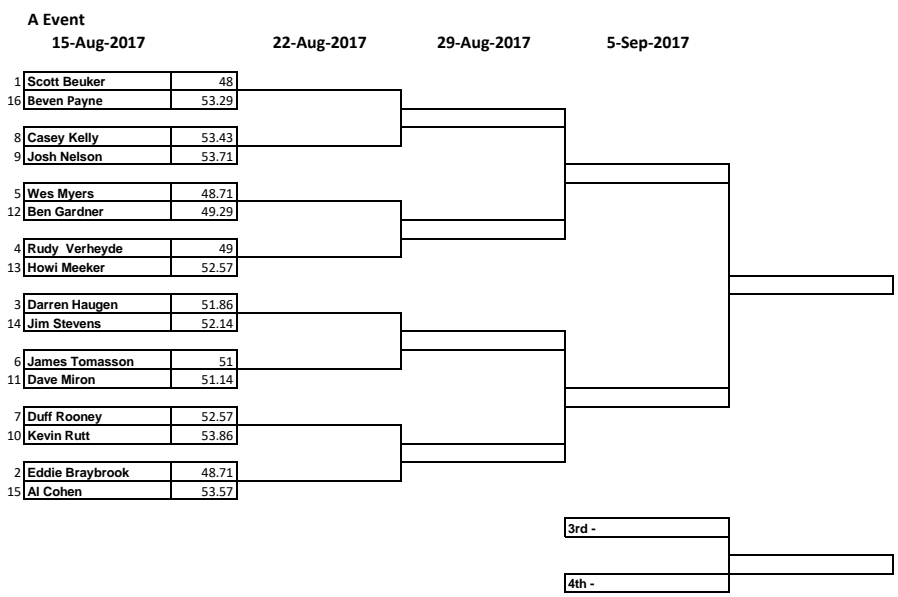 A Event
15-Aug-2017 22-Aug-2017 29-Aug-2017 5-Sep-2017
1 Scott Beuker 48
16 Beven Payne 53.29
8 Casey Kelly 53.43
9 Josh Nelson 53.71
5 Wes Myers 48.71
12 Ben Gardner 49.29
4 Rudy Verheyde 49
13 Howi Meeker 52.57
3 Darren Haugen 51.86
14 Jim Stevens 52.14
6 James Tomasson 51
11 Dave Miron 51.14
7 Duff Rooney 52.57
10 Kevin Rutt 53.86
2 Eddie Braybrook 48.71
15 Al Cohen 53.57
3rd -
4th -